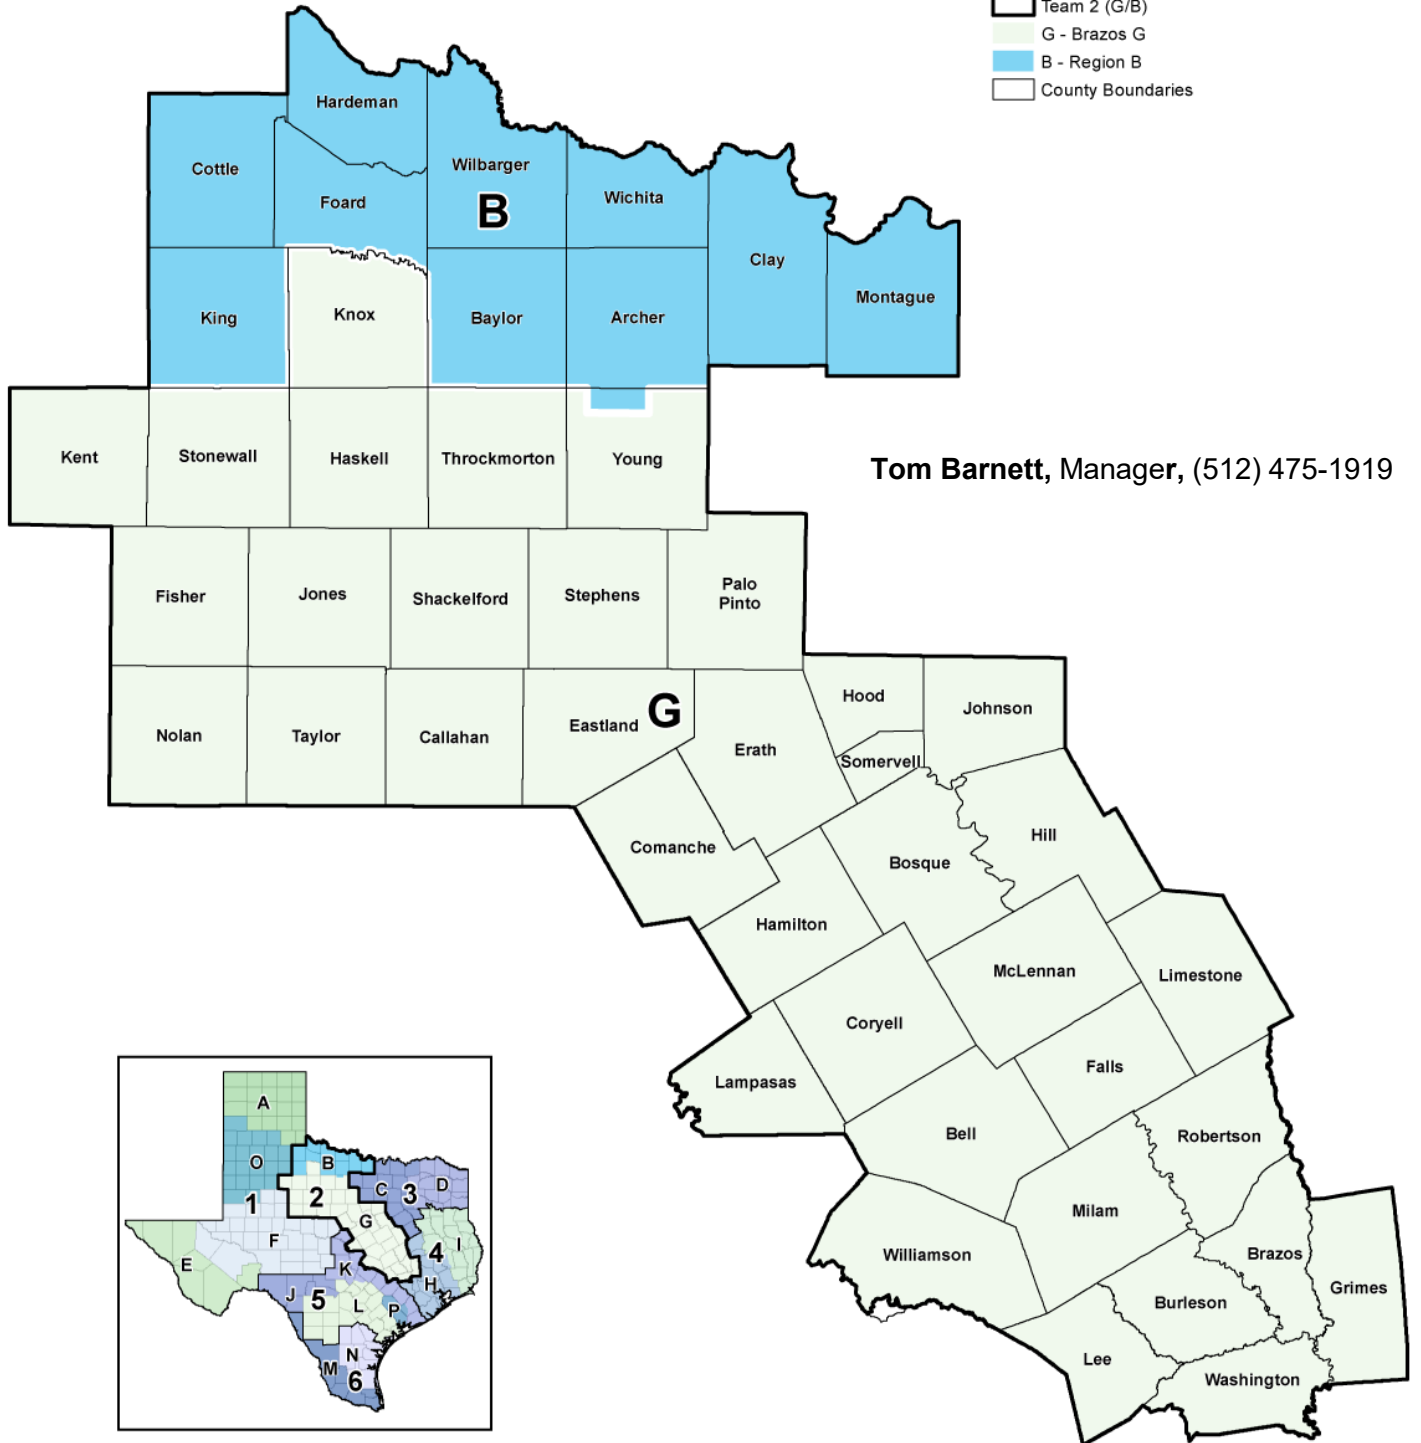 Team 2 (G/B)
G - Brazos G
B - Region B
County Boundaries
Hardeman
Cottle
Wilbarger
Foard
Wichita
B
Clay
Montague
King
Knox
Baylor
Archer
Kent
Stonewall
Haskell
Throckmorton
Young
Tom Barnett, Manager, (512) 475-1919
Fisher
Jones
Shackelford
Stephens
Palo
Pinto
Nolan
Taylor
Callahan
Eastland
G
Erath
Hood
Johnson
Somervell
Comanche
Bosque
Hill
Hamilton
McLennan
Limestone
Coryell
Lampasas
Falls
Bell
Robertson
Milam
Williamson
Brazos
Grimes
Burleson
Lee
Washington
A
O
B
C
3
D
1
2
G
F
E
4
I
K
H
J
5
L
P
N
M
6